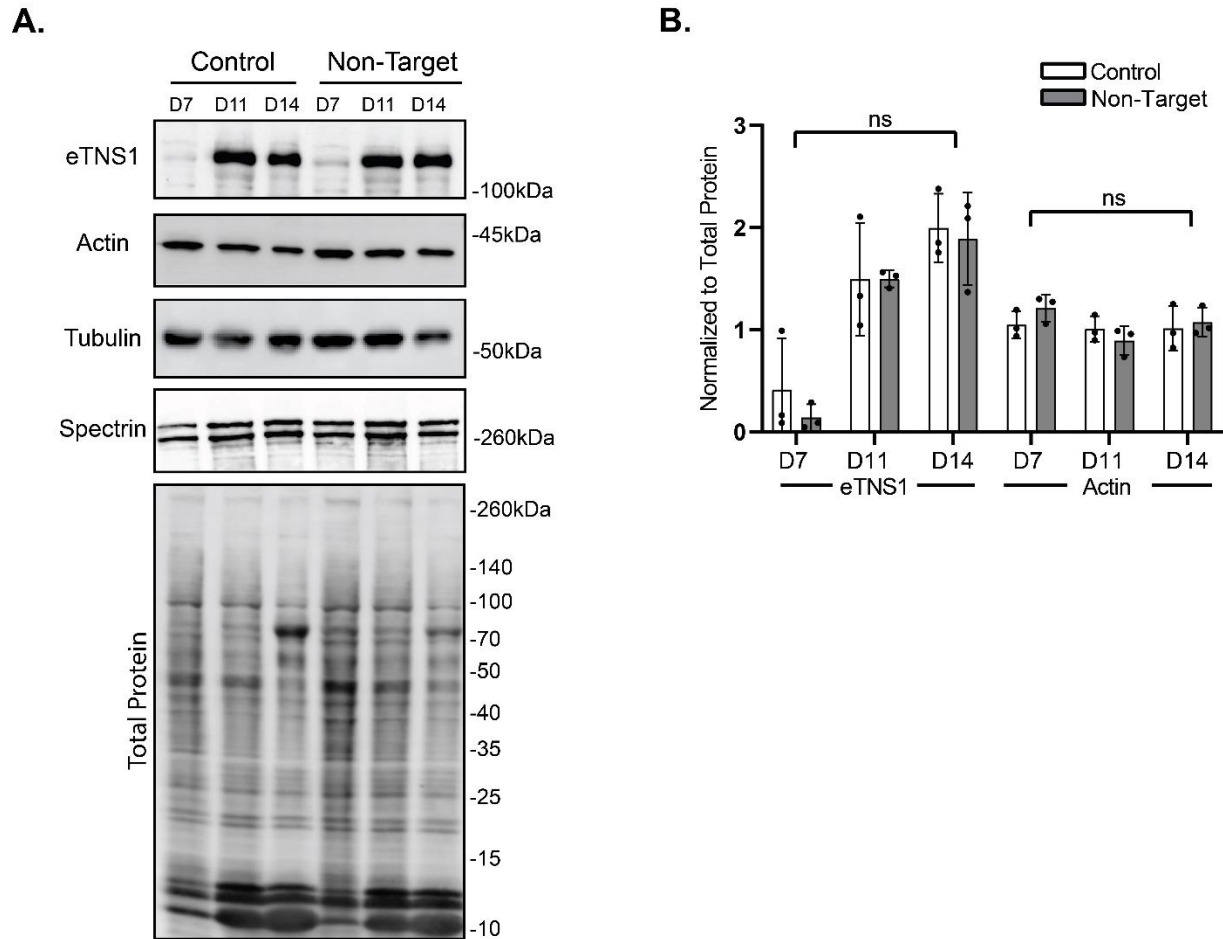 A.
Control Non-Target
D7 D11 D14 D7 D11 D14
eTNS1
-100kDa
Actin
-45kDa
Tubulin
-50kDa
Spectrin
-260kDa
Total Protein
-260kDa
-140
-100
-70
-50
-40
-35
-25
-15
-10
B.
Control
Non-Target
Normalized to Total Protein
3
2
1
0
ns
ns
D7 D11 D14 D7 D11 D14
eTNS1 Actin